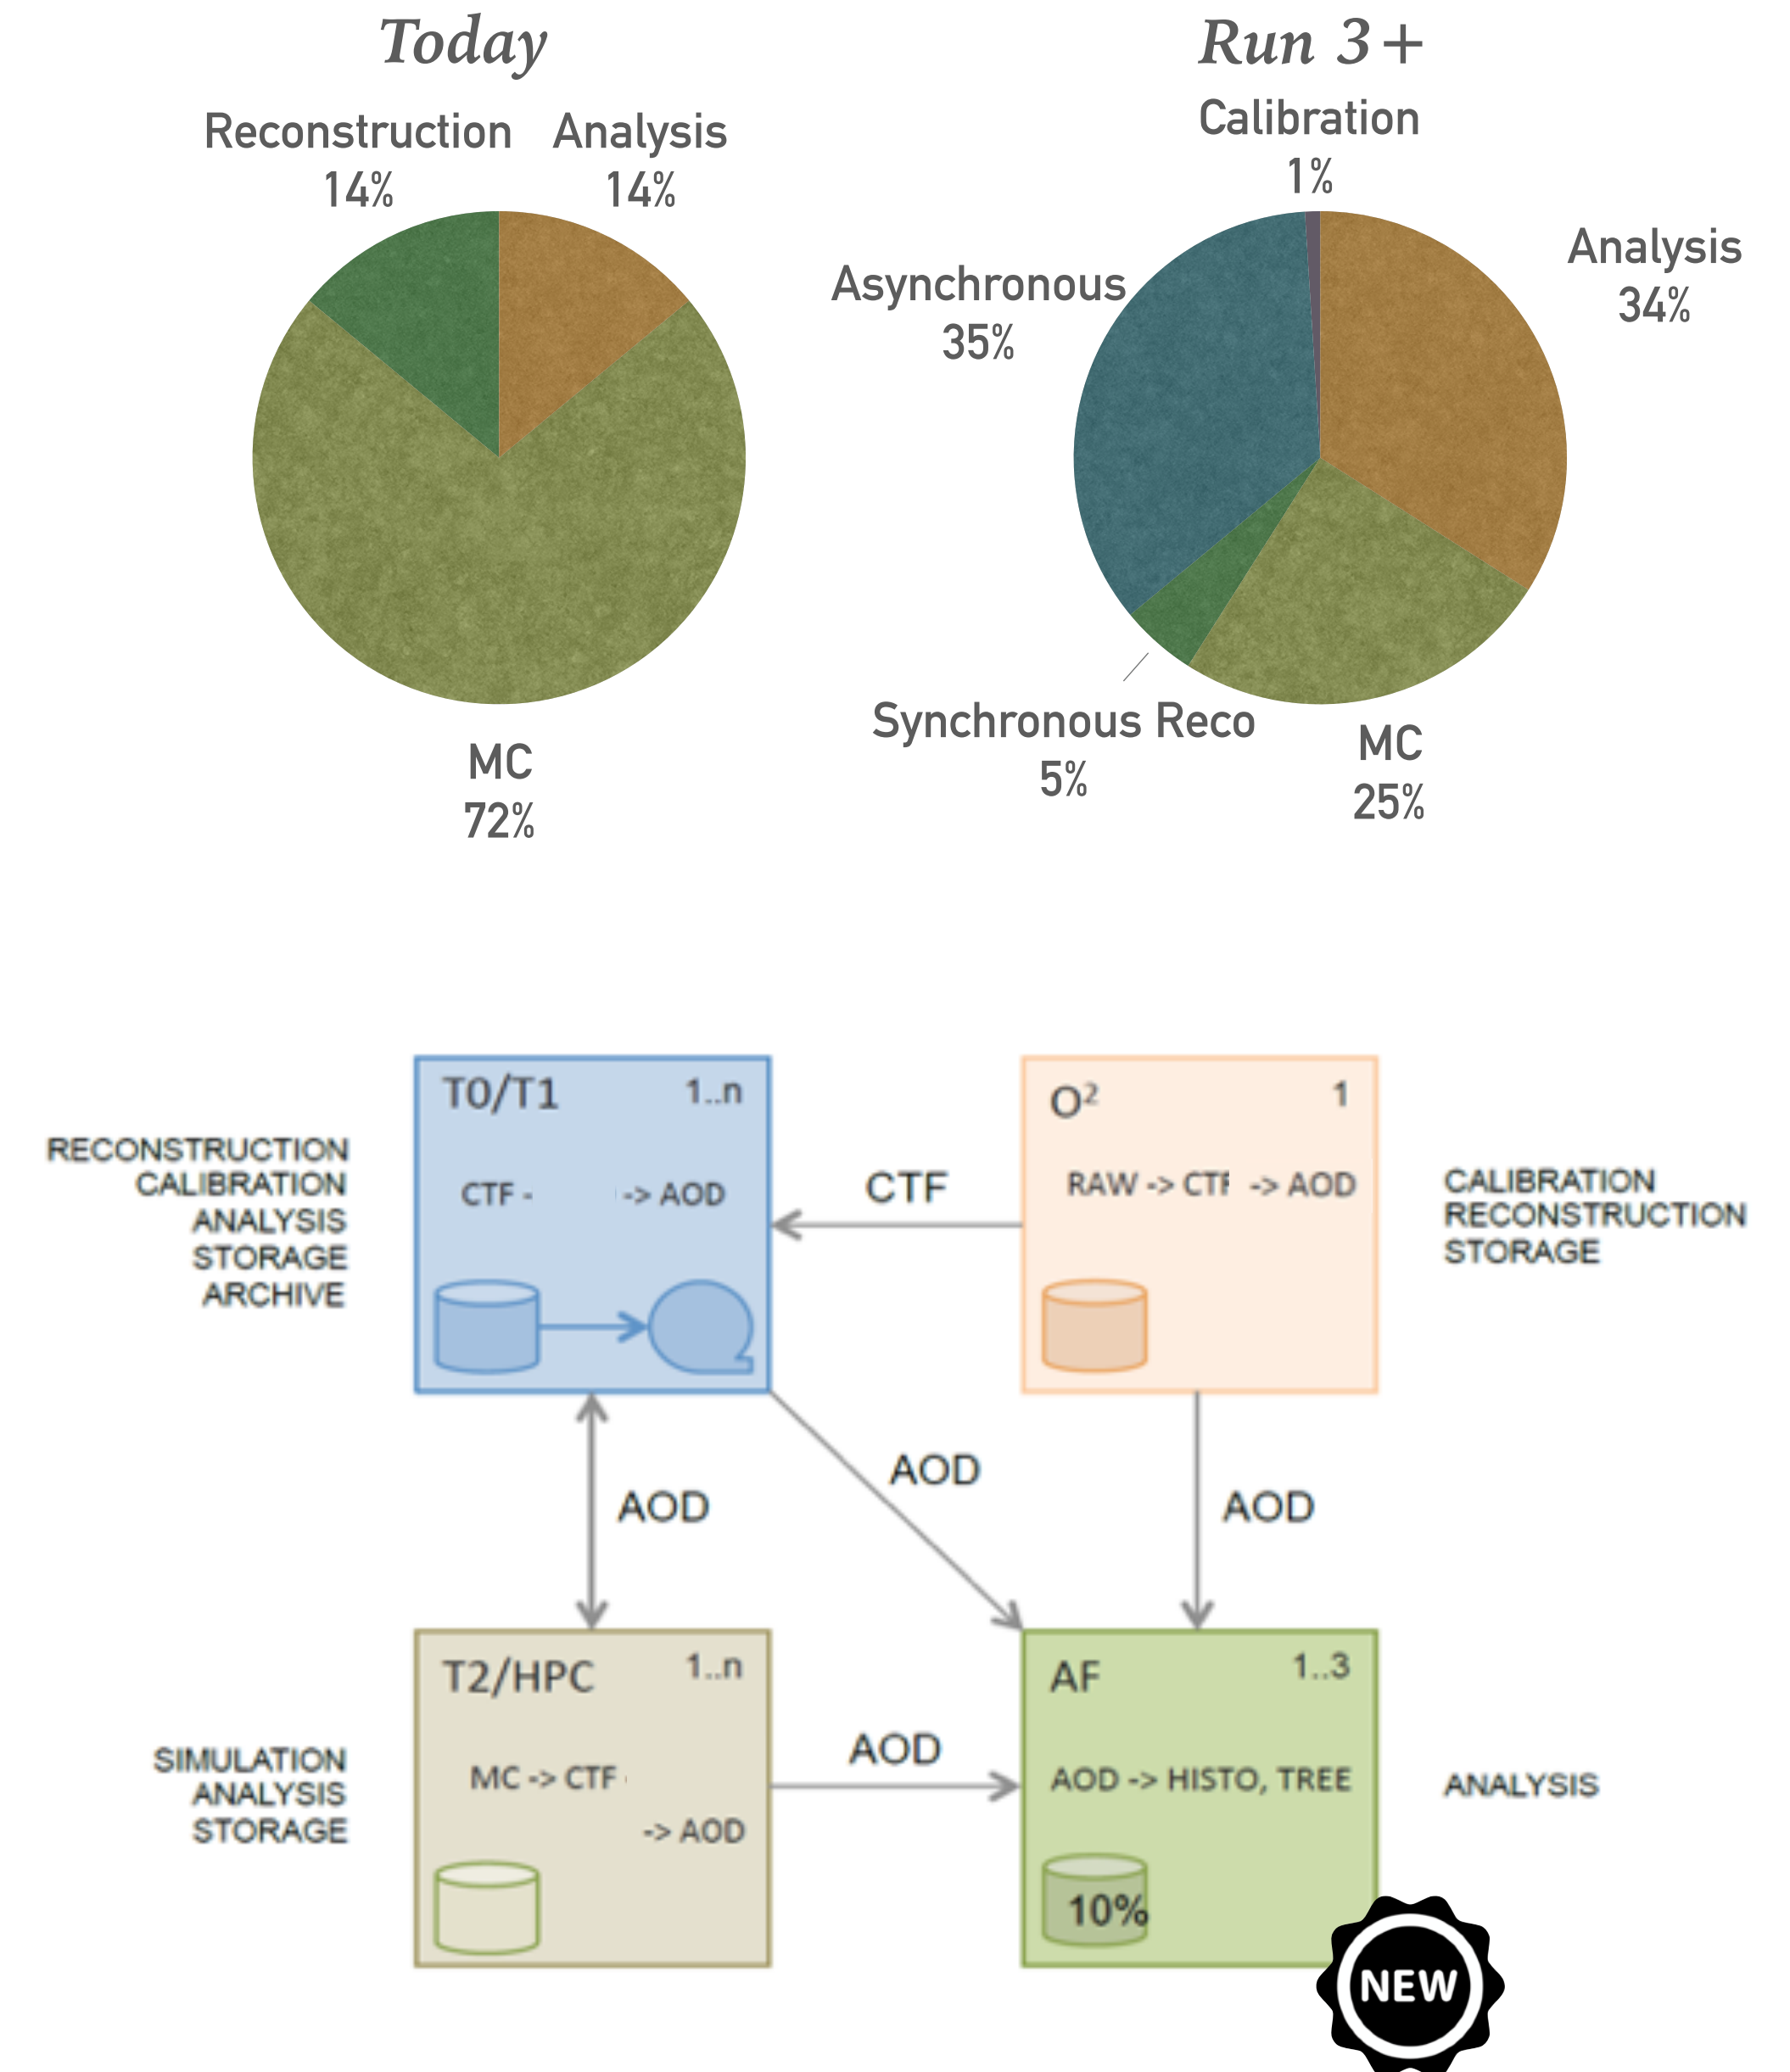 Today
Run 3+
Reconstruction
14%
Analysis
14%
MC
72%
Calibration
1%
Analysis
34%
Asynchronous
35%
Synchronous Reco
5%
MC
25%
RECONSTRUCTION
CALIBRATION
ANALYSIS
STORAGE
ARCHIVE
T0/T1
1..n
CTF -
-> AOD
CTF
O²
1
RAW -> CTF
-> AOD
CALIBRATION
RECONSTRUCTION
STORAGE
AOD
AOD
AOD
SIMULATION
ANALYSIS
STORAGE
T2/HPC
1..n
MC -> CTF
-> AOD
AOD
AF
1..3
AOD -> HISTO, TREE
10%
ANALYSIS
NEW